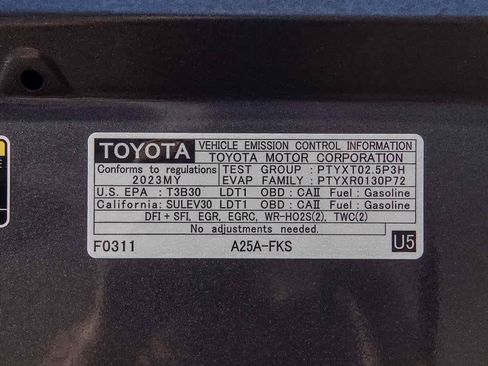 TOYOTA
VEHICLE EMISSION CONTROL INFORMATION
TOYOTA MOTOR CORPORATION
Conforms to regulations
2023MY
TEST GROUP : PTYXT02.5P3H
EVAP FAMILY : PTYXR0130P72
U.S. EPA : T3B30 LDT1 OBD : CAII Fuel : Gasoline
California: SULEV30 LDT1 OBD : CAII Fuel : Gasoline
DFI + SFI, EGR, EGRC, WR-HO2S(2), TWC(2)
No adjustments needed.
F0311 A25A-FKS U5